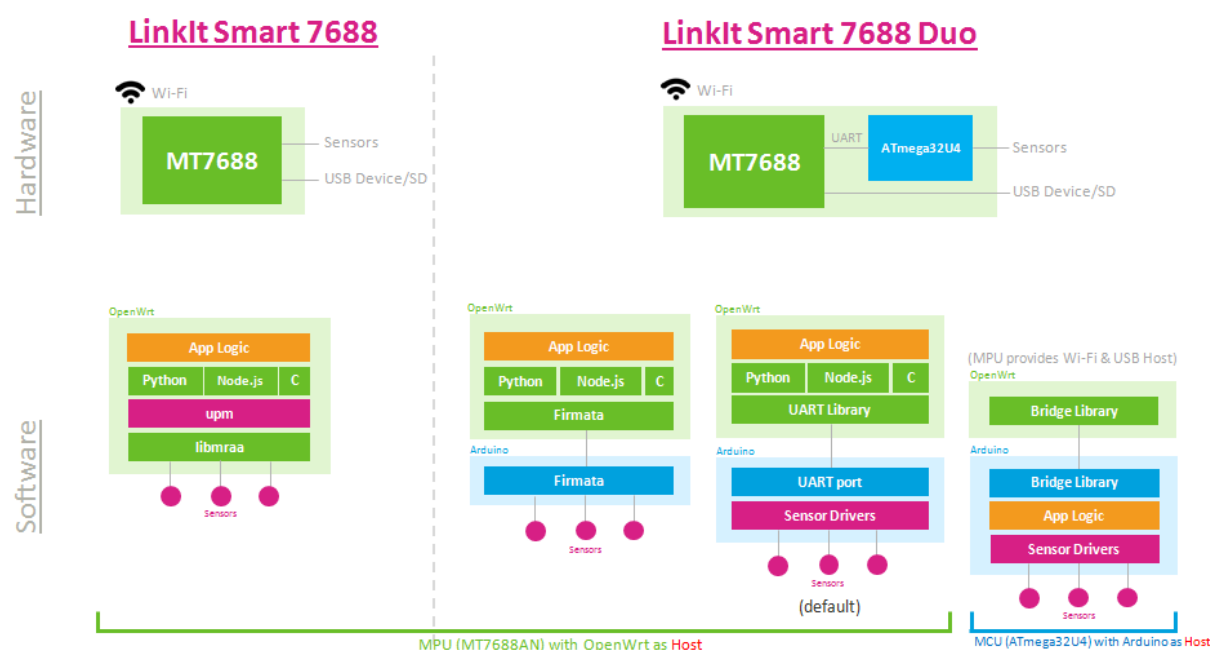 LinkIt Smart 7688
LinkIt Smart 7688 Duo
Hardware
Wi-Fi
MT7688
Sensors
USB Device/SD
Wi-Fi
MT7688
UART
ATmega32U4
Sensors
USB Device/SD
Software
OpenWrt
App Logic
Python Node.js C
upm
libmraa
Sensors
OpenWrt
App Logic
Python Node.js C
Firmata
Arduino
Firmata
Sensors
OpenWrt
App Logic
Python Node.js C
UART Library
Arduino
UART port
Sensor Drivers
Sensors
(default)
(MPU provides Wi-Fi & USB Host)
OpenWrt
Bridge Library
Arduino
Bridge Library
App Logic
Sensor Drivers
Sensors
MPU (MT7688AN) with OpenWrt as Host
MCU (ATmega32U4) with Arduino as Host